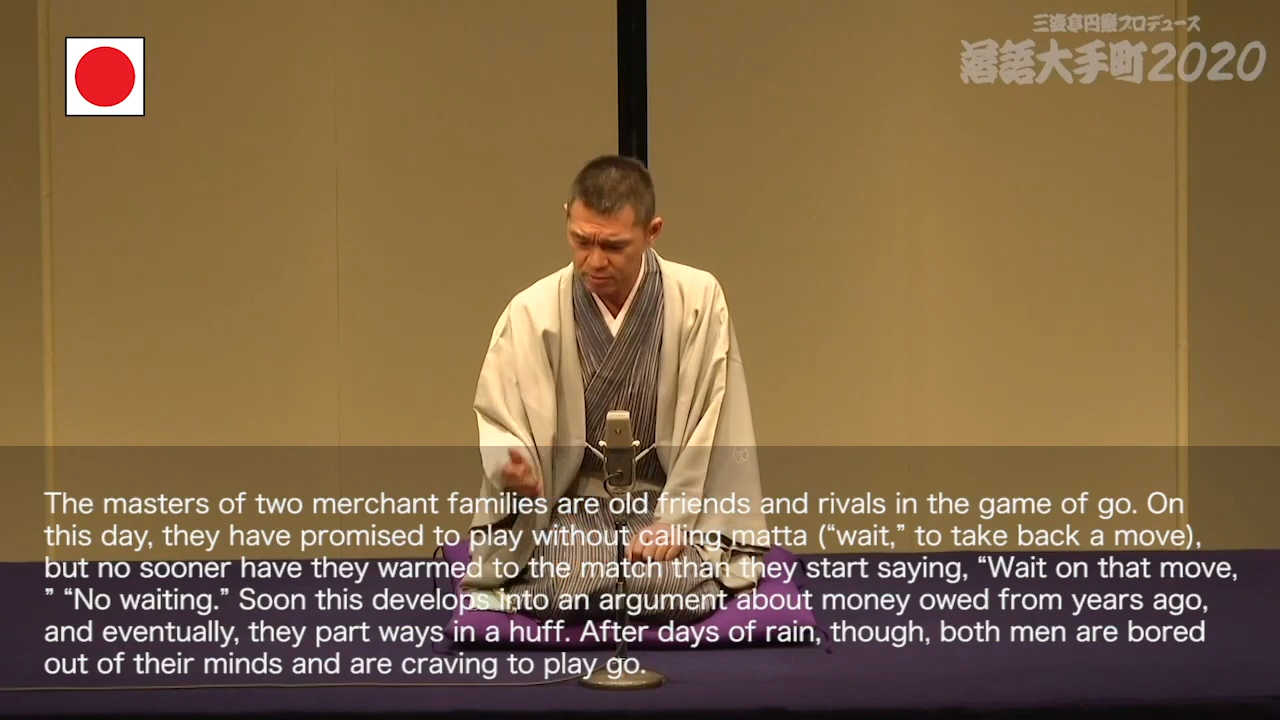 三遊亭円楽プロデュース
落語大手町2020
The masters of two merchant families are old friends and rivals in the game of go. On
this day, they have promised to play without calling matta (“wait,” to take back a move),
but no sooner have they warmed to the match than they start saying, “Wait on that move,
” “No waiting.” Soon this develops into an argument about money owed from years ago,
and eventually, they part ways in a huff. After days of rain, though, both men are bored
out of their minds and are craving to play go.